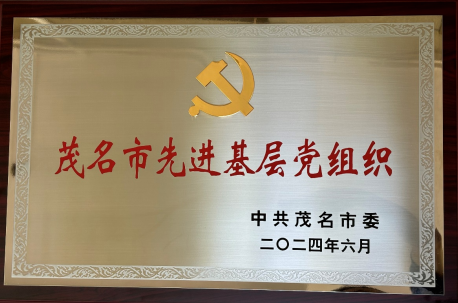 茂名市先进基层党组织
中共茂名市委
二〇二四年六月